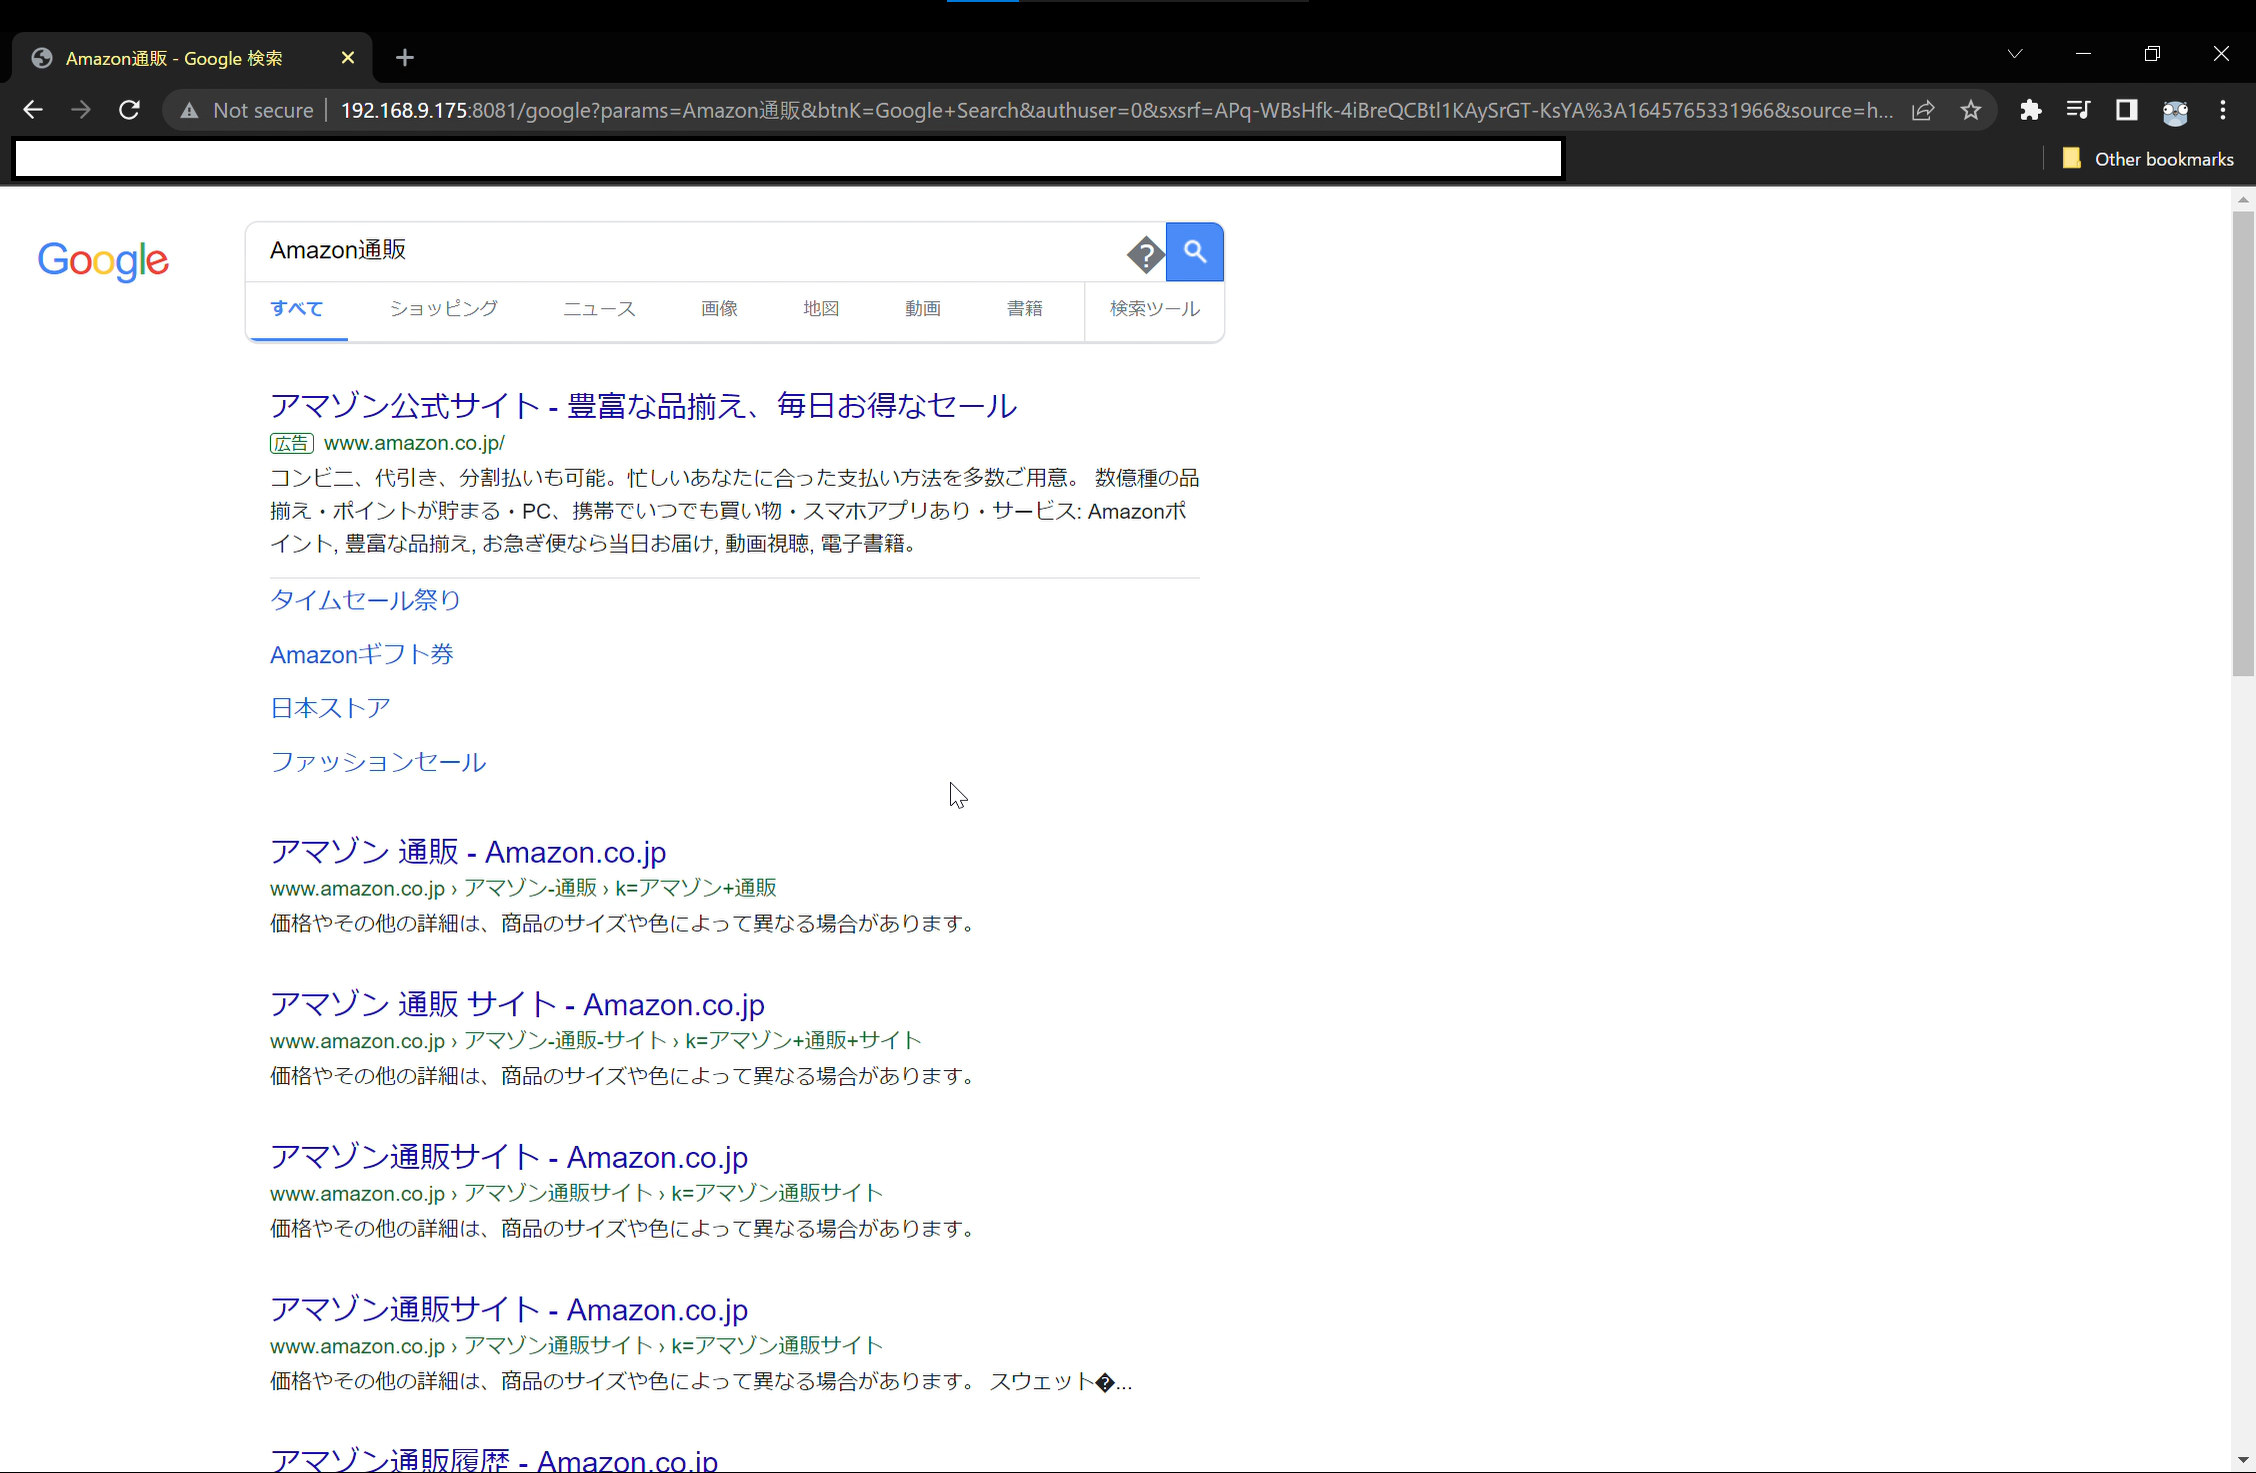 Amazon通販 - Google 検索
Not secure
192.168.9.175:8081/google?params=Amazon通販&btnK=Google+Search&authuser=0&sxsrf=APq-WBsHfk-4iBreQCBtl1KAySrGT-KsYA%3A1645765331966&source=h...
Other bookmarks
Google
Amazon通販
すべて ショッピング ニュース 画像 地図 動画 書籍 検索ツール
アマゾン公式サイト - 豊富な品揃え、毎日お得なセール
広告 www.amazon.co.jp/
コンビニ、代引き、分割払いも可能。忙しいあなたに合った支払い方法を多数ご用意。 数億種の品
揃え・ポイントが貯まる・PC、携帯でいつでも買い物・スマホアプリあり・サービス: Amazonポ
イント, 豊富な品揃え, お急ぎ便なら当日お届け, 動画視聴, 電子書籍。
タイムセール祭り
Amazonギフト券
日本ストア
ファッションセール
アマゾン 通販 - Amazon.co.jp
www.amazon.co.jp › アマゾン-通販 › k=アマゾン+通販
価格やその他の詳細は、商品のサイズや色によって異なる場合があります。
アマゾン 通販 サイト - Amazon.co.jp
www.amazon.co.jp › アマゾン-通販-サイト › k=アマゾン+通販+サイト
価格やその他の詳細は、商品のサイズや色によって異なる場合があります。
アマゾン通販サイト - Amazon.co.jp
www.amazon.co.jp › アマゾン通販サイト › k=アマゾン通販サイト
価格やその他の詳細は、商品のサイズや色によって異なる場合があります。
アマゾン通販サイト - Amazon.co.jp
www.amazon.co.jp › アマゾン通販サイト › k=アマゾン通販サイト
価格やその他の詳細は、商品のサイズや色によって異なる場合があります。 スウェット�...
アマゾン通販履歴 - Amazon.co.jp